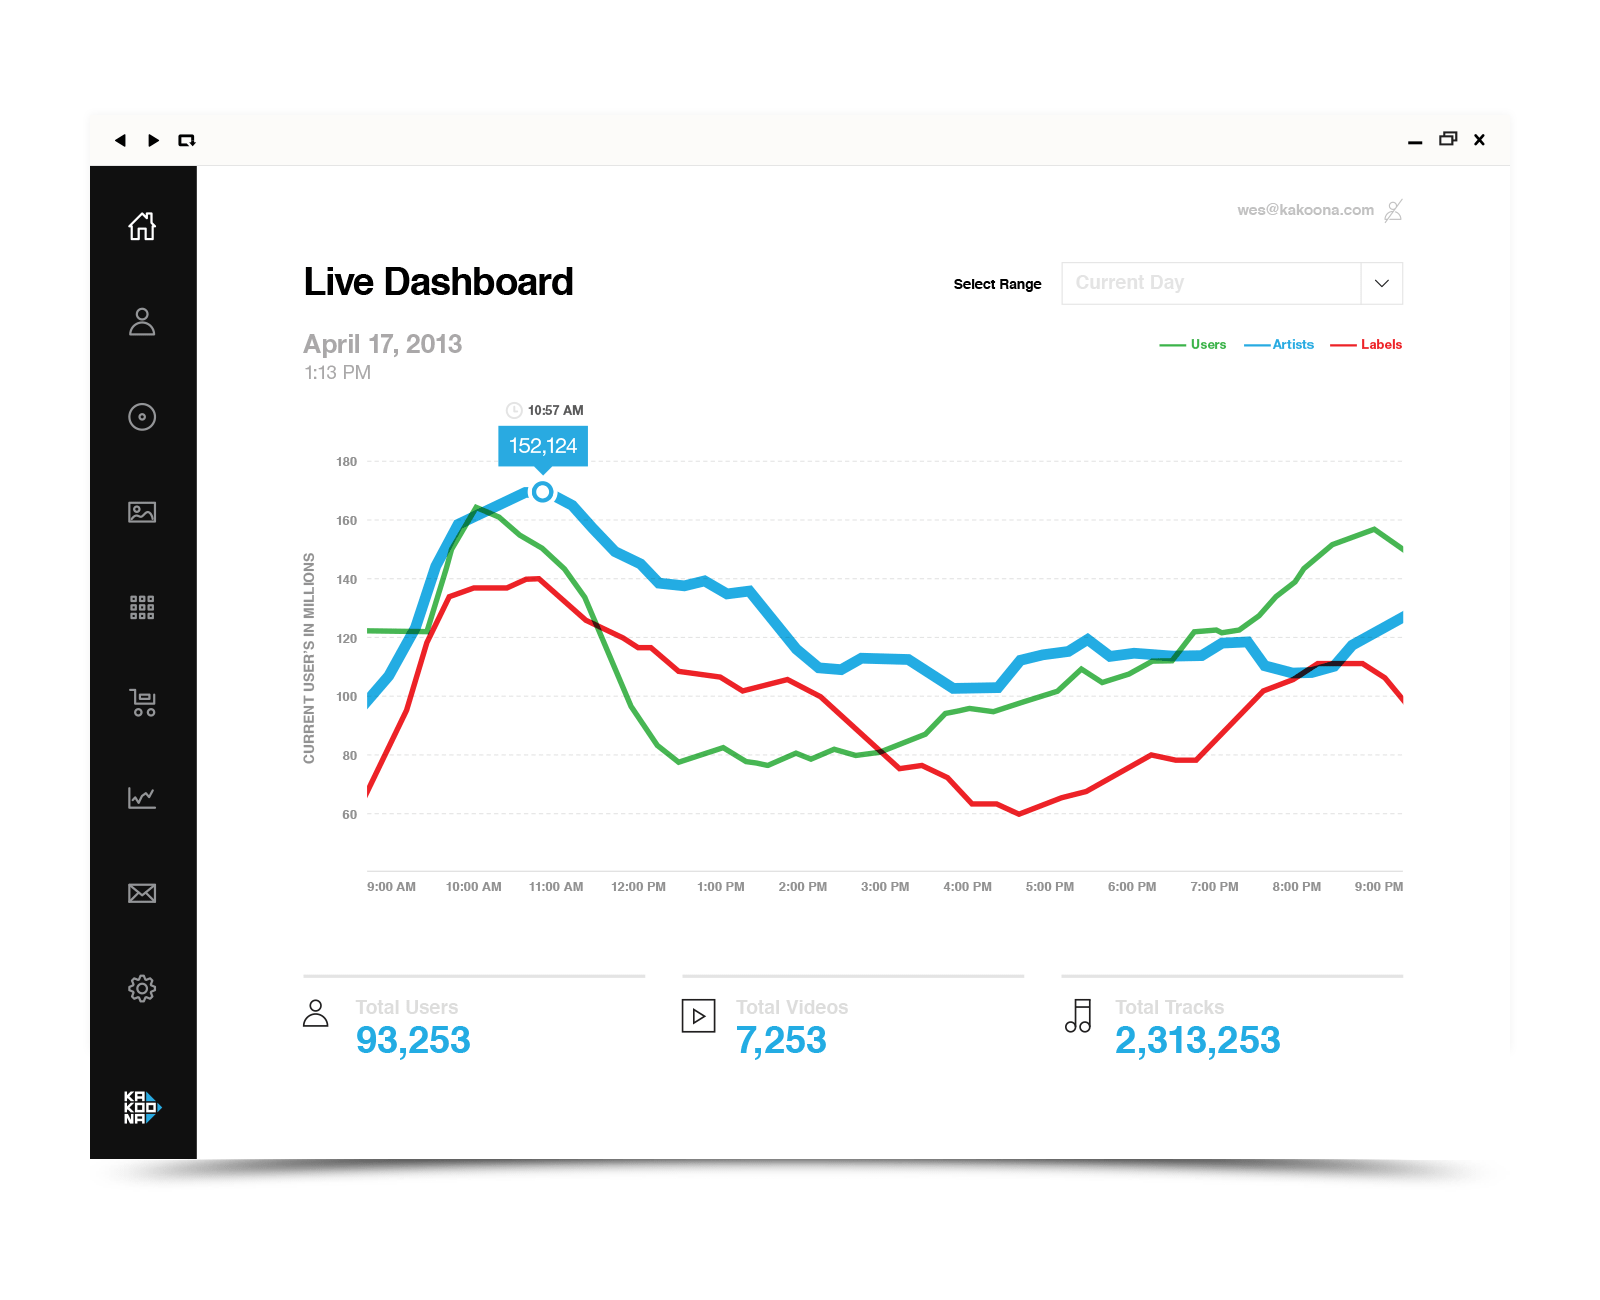 wes@kakoona.com
Live Dashboard
Select Range
Current Day
April 17, 2013
1:13 PM
Users
Artists
Labels
10:57 AM
152,124
180
160
140
120
100
80
60
CURRENT USER'S IN MILLIONS
9:00 AM
10:00 AM
11:00 AM
12:00 PM
1:00 PM
2:00 PM
3:00 PM
4:00 PM
5:00 PM
6:00 PM
7:00 PM
8:00 PM
9:00 PM
Total Users
93,253
Total Videos
7,253
Total Tracks
2,313,253
KA
KOO
NA